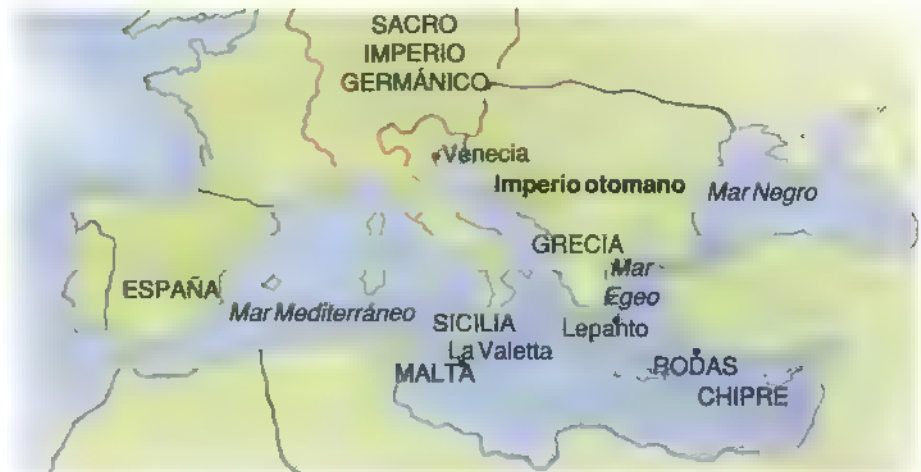 SACRO
IMPERIO
GERMÁNICO
Venecia
Imperio otomano
Mar Negro
GRECIA
Mar
Egeo
ESPAÑA
Mar Mediterráneo
SICILIA
Lepanto
La Valetta
MALTA
RODAS
CHIPRE